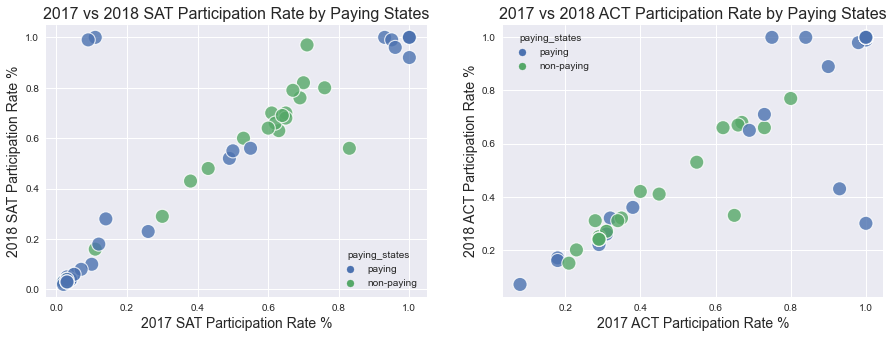 2017 vs 2018 SAT Participation Rate by Paying States
2018 SAT Participation Rate %
1.0
0.8
0.6
0.4
0.2
0.0
paying_states
paying
non-paying
0.0 0.2 0.4 0.6 0.8 1.0
2017 SAT Participation Rate %
2017 vs 2018 ACT Participation Rate by Paying States
2018 ACT Participation Rate %
1.0
0.8
0.6
0.4
0.2
paying_states
paying
non-paying
0.2 0.4 0.6 0.8 1.0
2017 ACT Participation Rate %